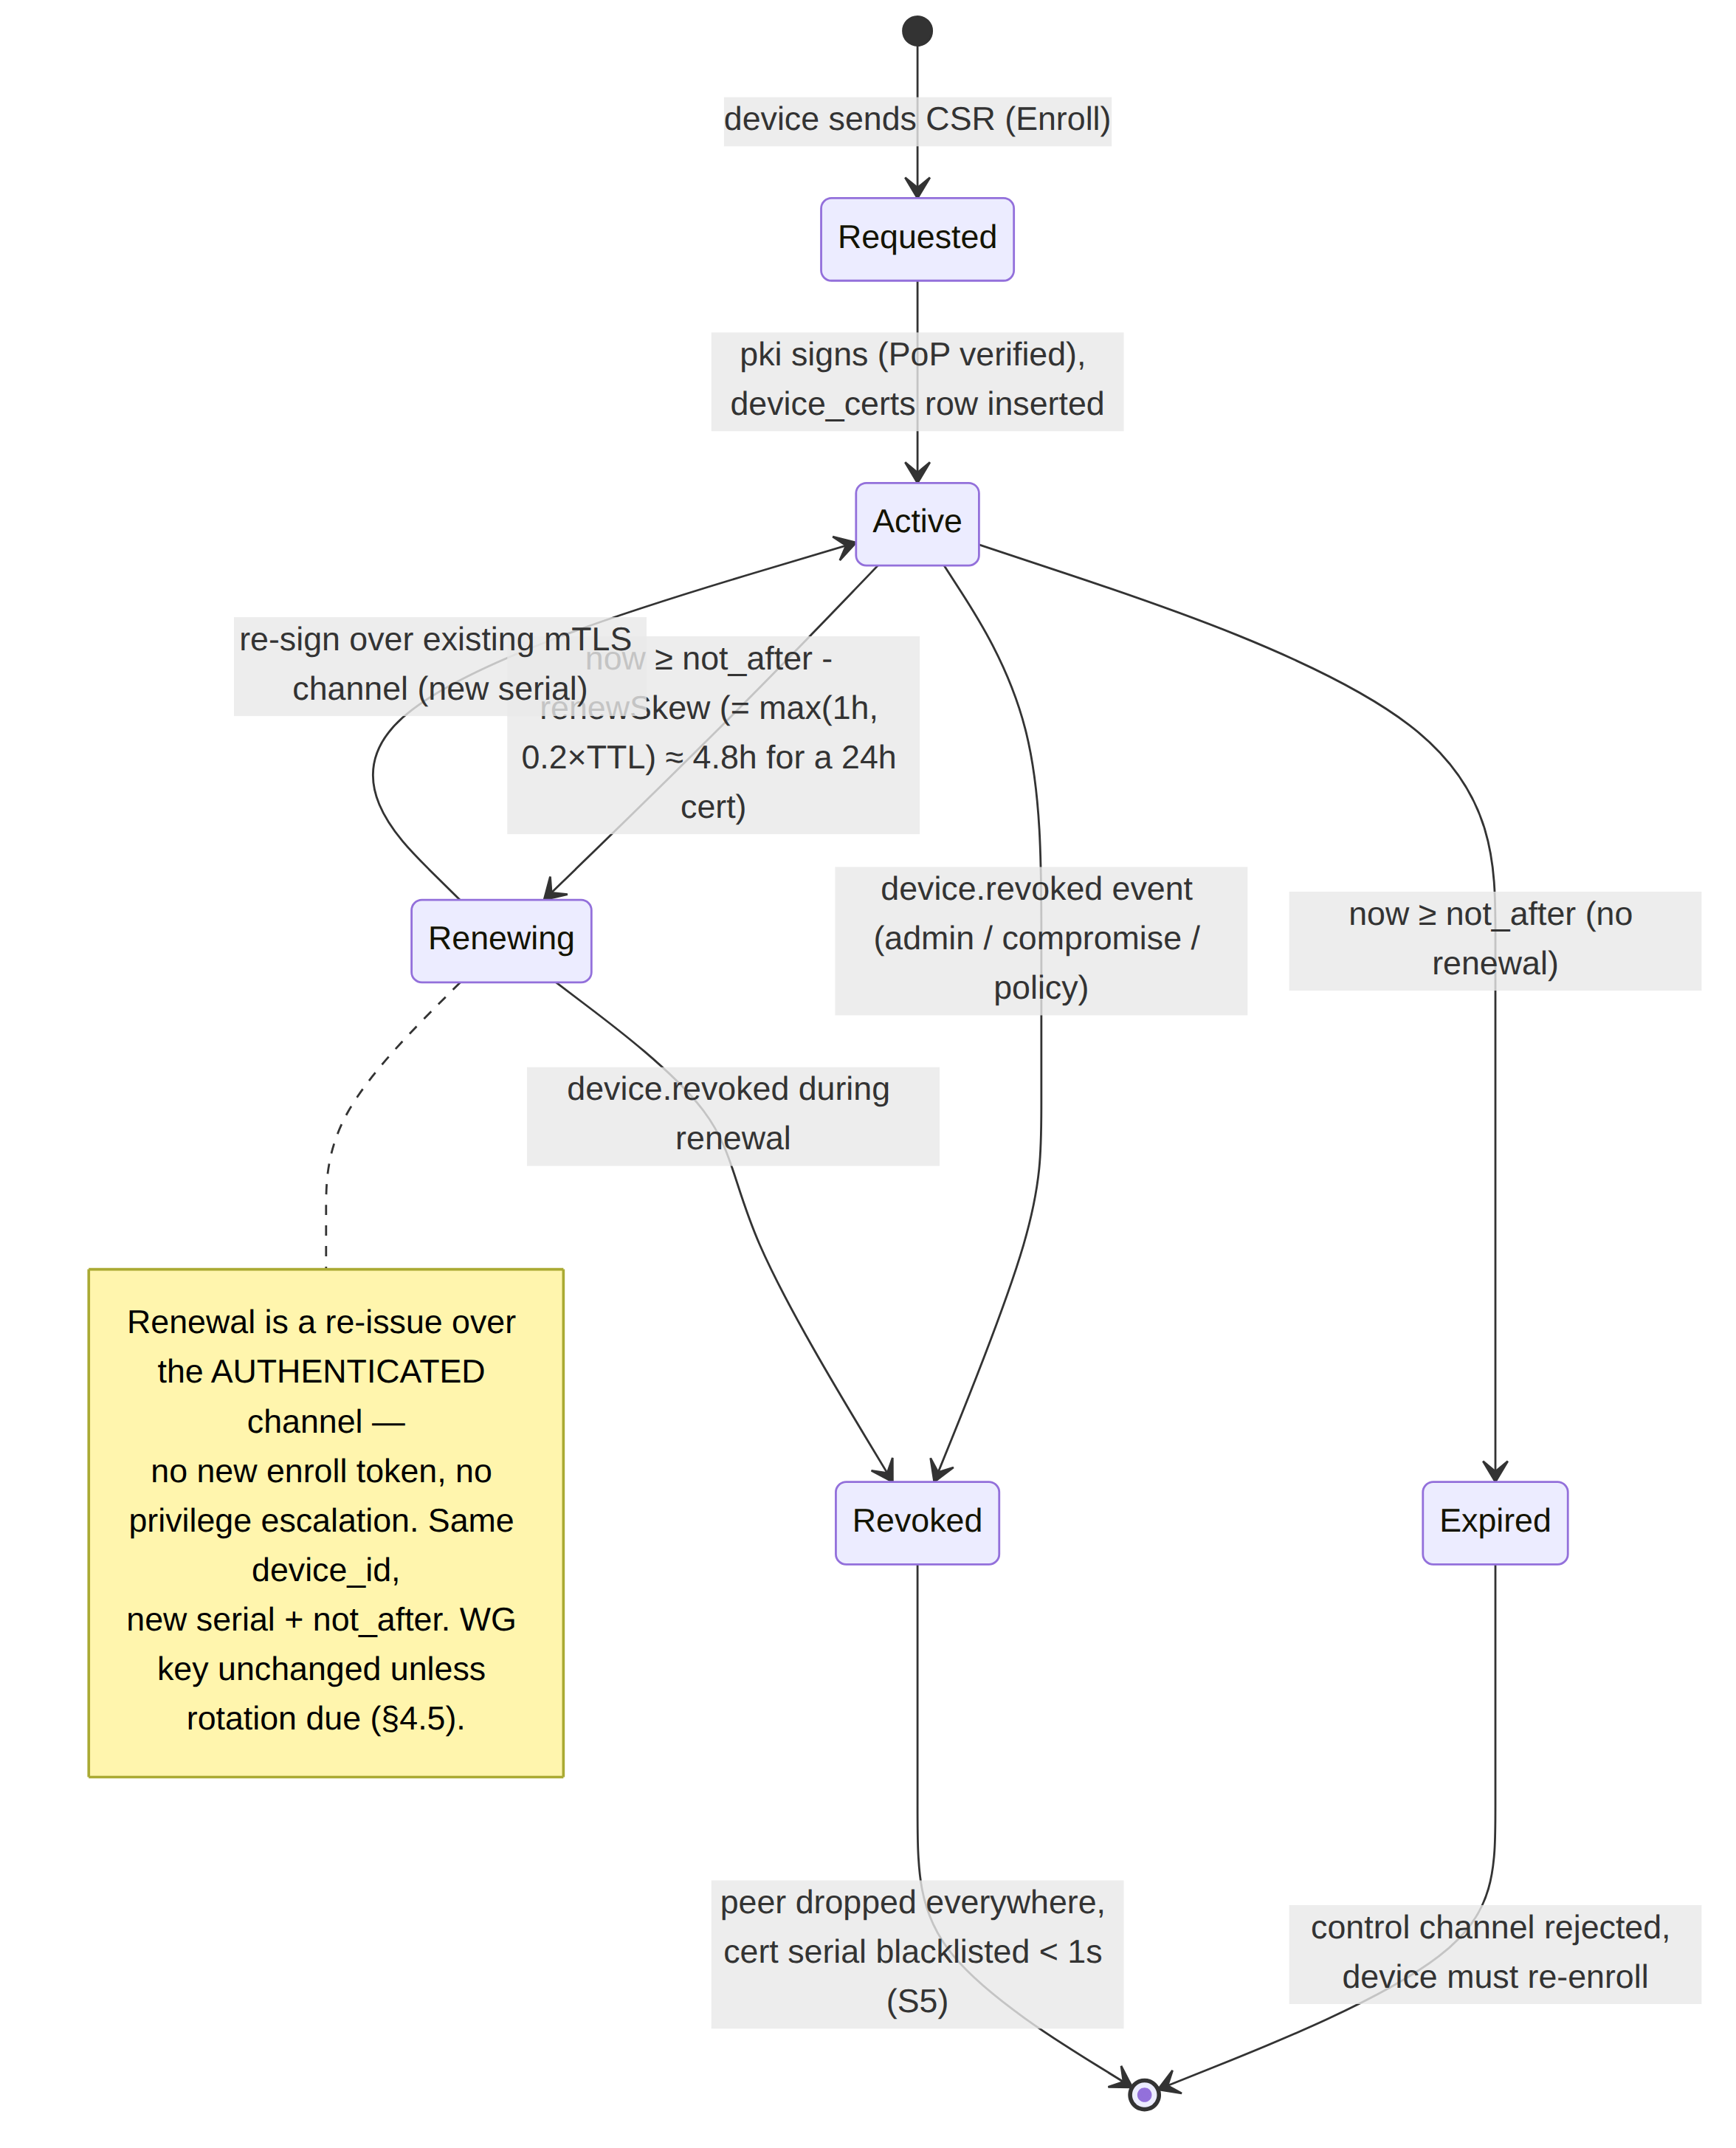 device sends CSR (Enroll)
Requested
pki signs (PoP verified),
device_certs row inserted
Active
re-sign over existing mTLS
channel (new serial)
now ≥ not_after -
renewSkew (= max(1h,
0.2×TTL) ≈ 4.8h for a 24h
cert)
device.revoked event
(admin / compromise /
policy)
now ≥ not_after (no
renewal)
Renewing
device.revoked during
renewal
Renewal is a re-issue over
the AUTHENTICATED
channel —
no new enroll token, no
privilege escalation. Same
device_id,
new serial + not_after. WG
key unchanged unless
rotation due (§4.5).
Revoked
Expired
peer dropped everywhere,
cert serial blacklisted < 1s
(S5)
control channel rejected,
device must re-enroll